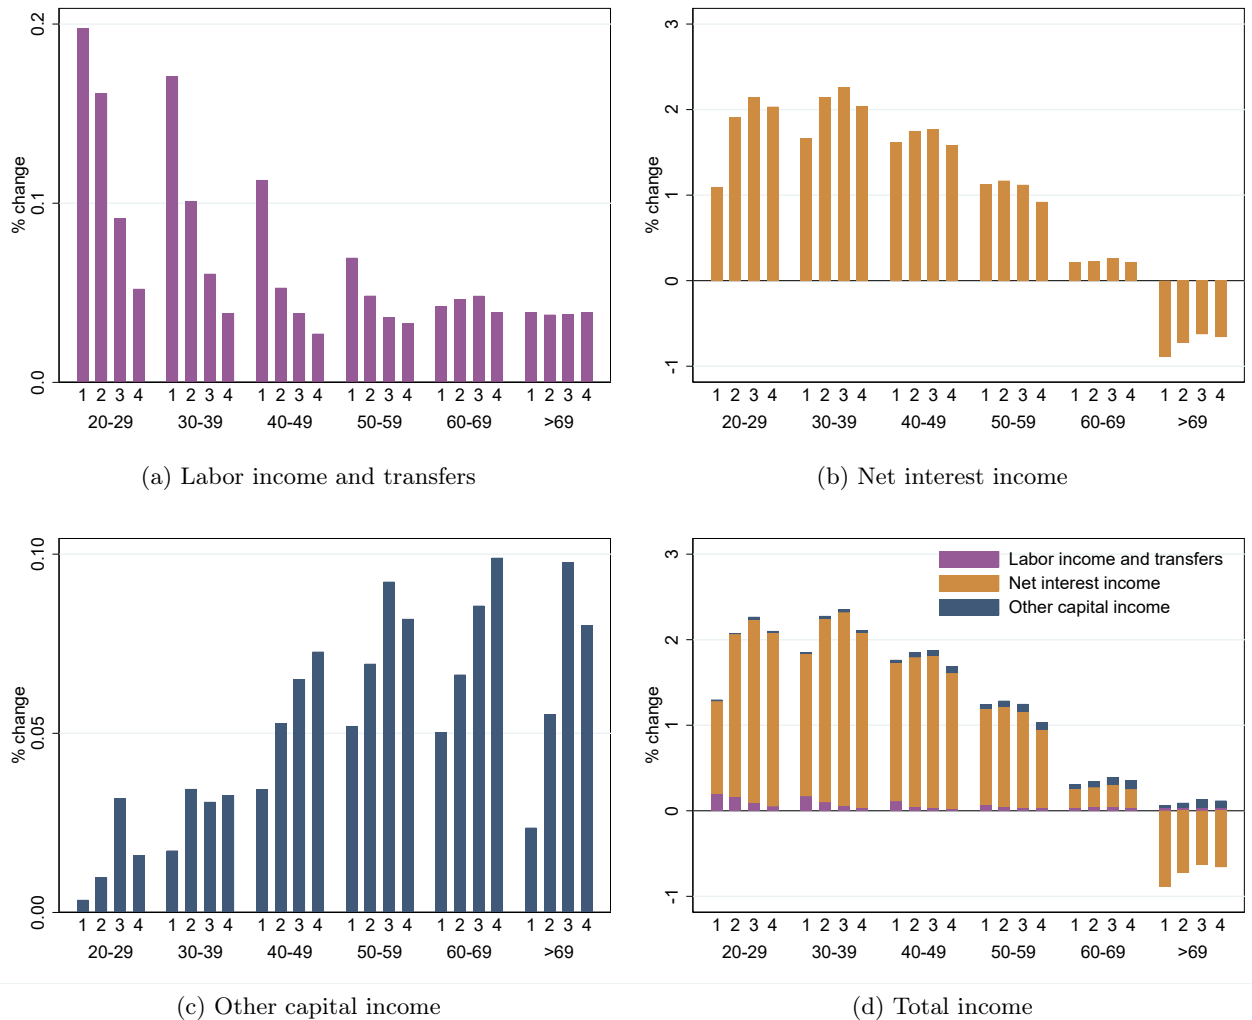 0.2
0.1
0.0
% change
1 2 3 4 1 2 3 4 1 2 3 4 1 2 3 4 1 2 3 4 1 2 3 4
20-29 30-39 40-49 50-59 60-69 >69
(a) Labor income and transfers
3
2
1
0
-1
% change
1 2 3 4 1 2 3 4 1 2 3 4 1 2 3 4 1 2 3 4 1 2 3 4
20-29 30-39 40-49 50-59 60-69 >69
(b) Net interest income
0.10
0.05
0.00
% change
1 2 3 4 1 2 3 4 1 2 3 4 1 2 3 4 1 2 3 4 1 2 3 4
20-29 30-39 40-49 50-59 60-69 >69
(c) Other capital income
3
2
1
0
-1
% change
Labor income and transfers
Net interest income
Other capital income
1 2 3 4 1 2 3 4 1 2 3 4 1 2 3 4 1 2 3 4 1 2 3 4
20-29 30-39 40-49 50-59 60-69 >69
(d) Total income